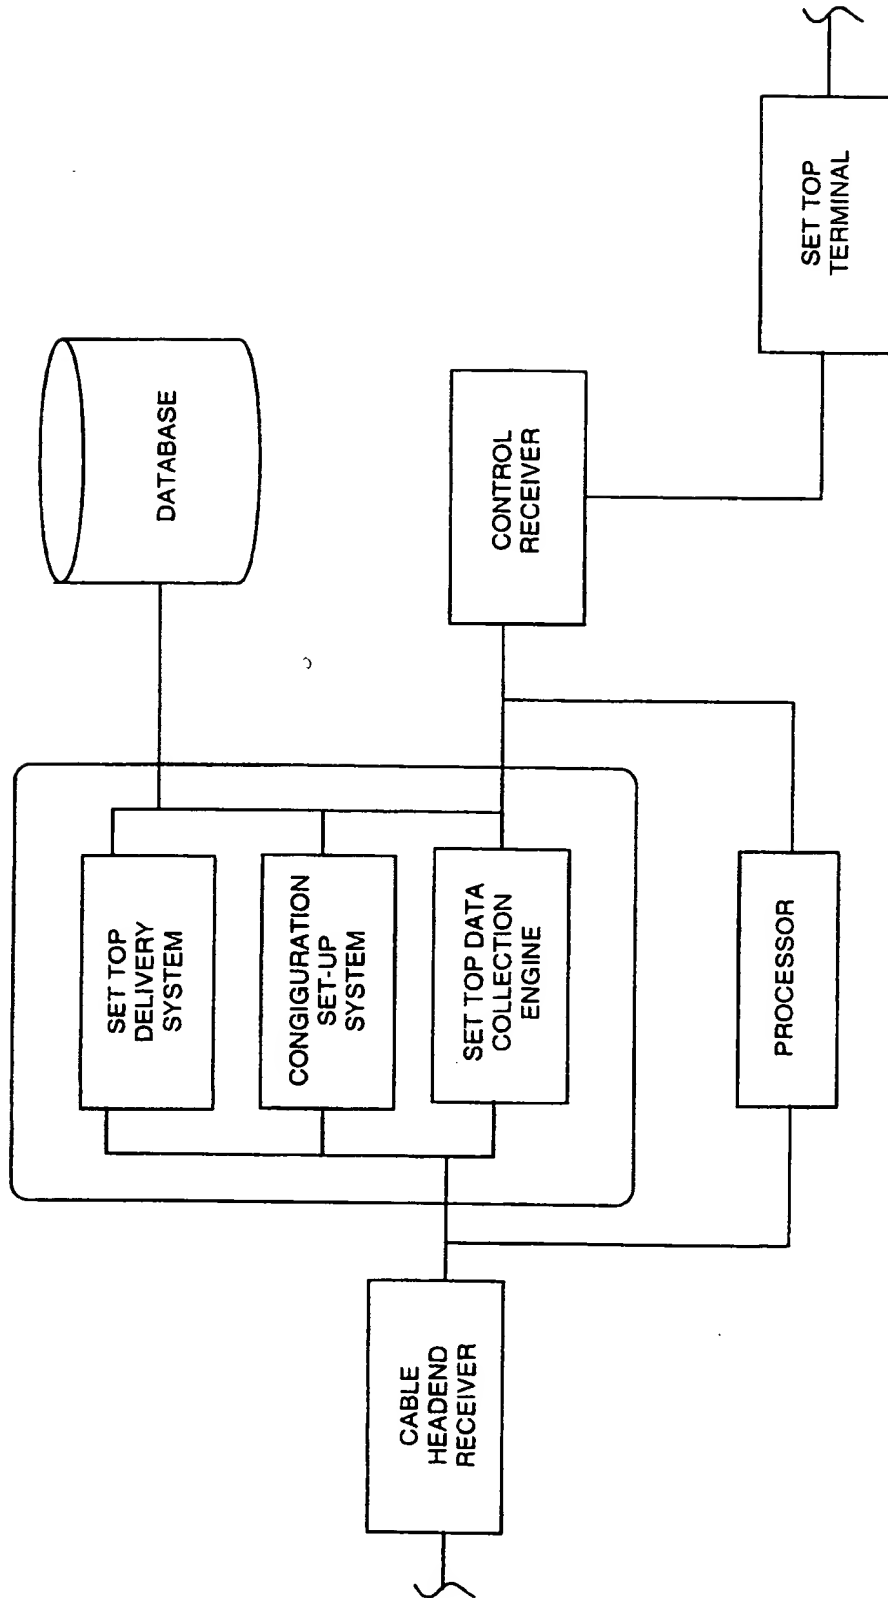 DATABASE
SET TOP
DELIVERY
SYSTEM
CONGIGURATION
SET-UP
SYSTEM
SET TOP DATA
COLLECTION
ENGINE
CABLE
HEADEND
RECEIVER
CONTROL
RECEIVER
PROCESSOR
SET TOP
TERMINAL